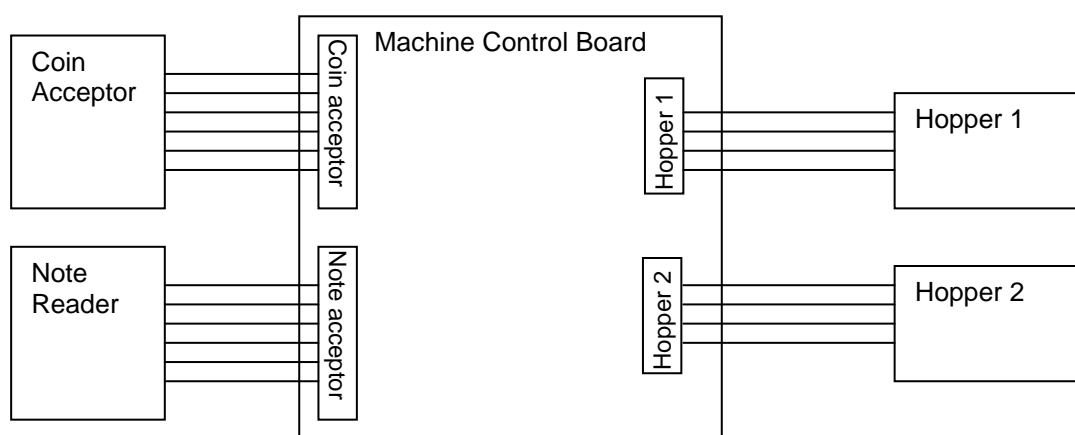 Coin
Acceptor
Coin acceptor
Machine Control Board
Hopper 1
Hopper 1
Note
Reader
Note acceptor
Hopper 2
Hopper 2